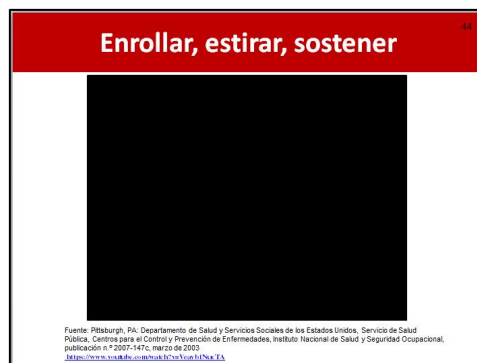 44
Enrollar, estirar, sostener
Fuente: Pittsburgh, PA: Departamento de Salud y Servicios Sociales de los Estados Unidos, Servicio de Salud
Pública, Centros para el Control y Prevención de Enfermedades, Instituto Nacional de Salud y Seguridad Ocupacional,
publicación n.º 2007-147c, marzo de 2003